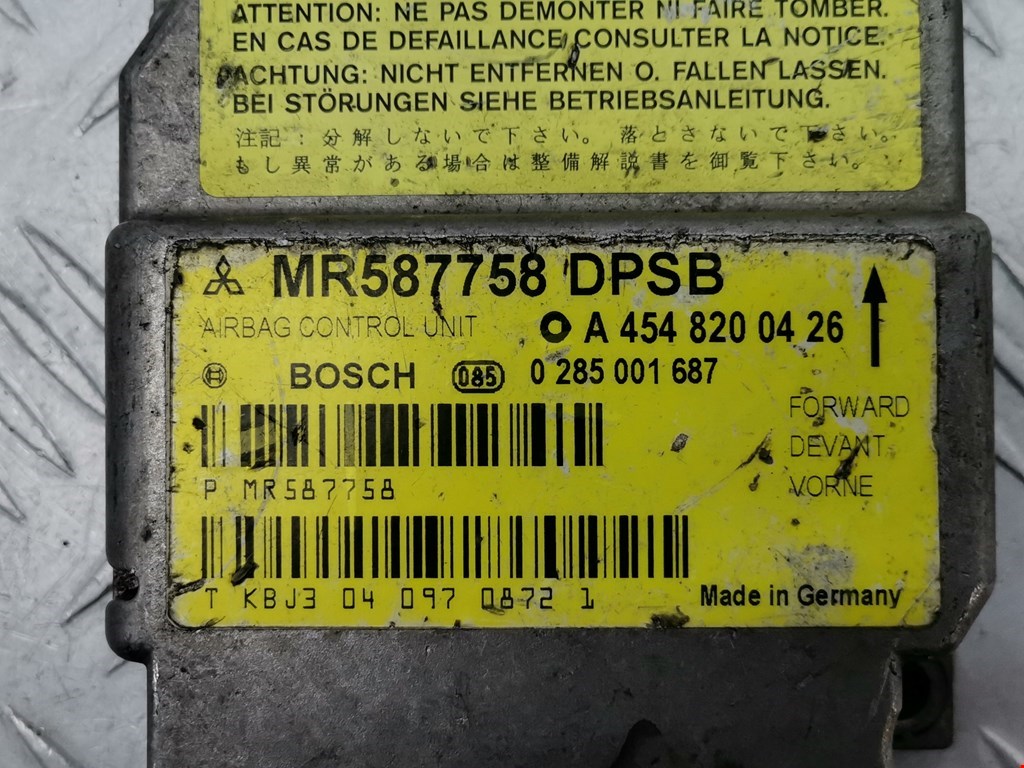 ATTENTION: NE PAS DEMONTER NI FAIRE TOMBER.
EN CAS DE DEFAILLANCE CONSULTER LA NOTICE.
ACHTUNG: NICHT ENTFERNEN O. FALLEN LASSEN.
BEI STÖRUNGEN SIEHE BETRIEBSANLEITUNG.
注記：分解しないで下さい。落とさないで下さい。
もし異常がある場合は整備解説書を御覧下さい。
MR587758 DPSB
AIRBAG CONTROL UNIT
A 454 820 04 26
BOSCH 085 0 285 001 687
FORWARD
DEVANT
VORNE
P MR587758
T KBJ3 04 097 0872 1
Made in Germany